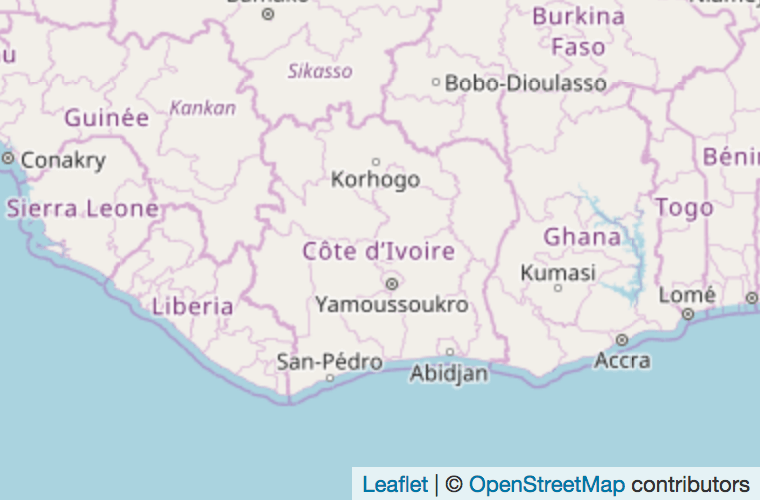 Burkina
Faso
Sikasso
Bobo-Dioulasso
Kankan
Guinée
Conakry
Bénin
Korhogo
Sierra Leone
Togo
Ghana
Côte d’Ivoire
Kumasi
Yamoussoukro
Lomé
Liberia
San-Pédro
Accra
Abidjan
Leaflet | © OpenStreetMap contributors